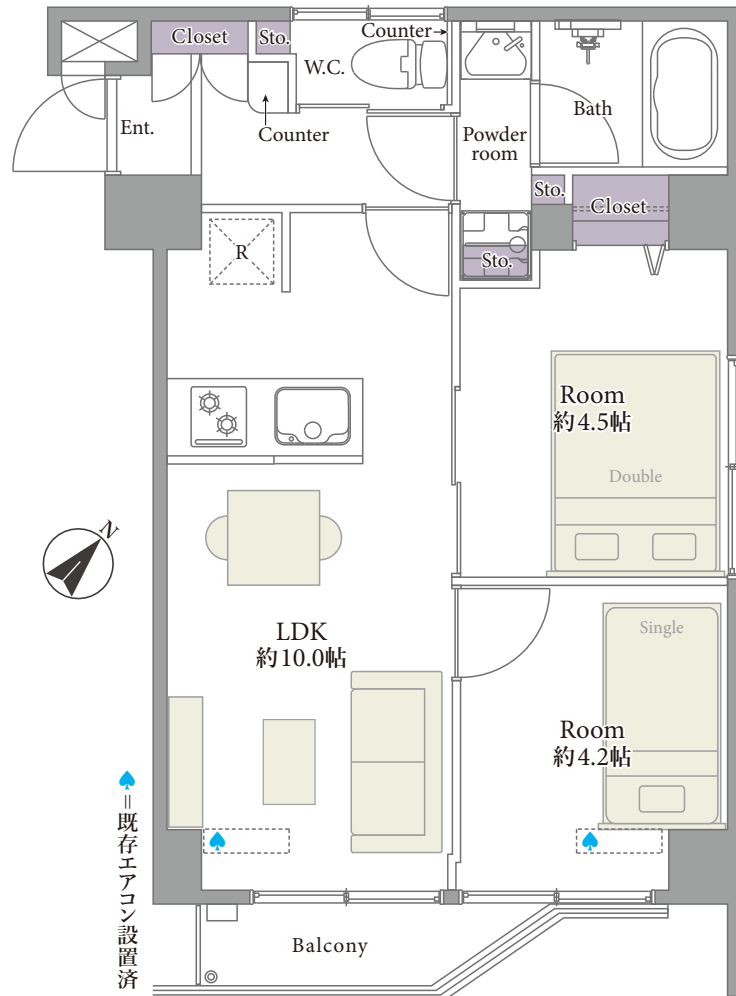 Closet
Sto.
Counter
W.C.
Ent.
Counter
Powder
room
Bath
Sto.
Closet
R
Sto.
Room
約4.5帖
Double
N
LDK
約10.0帖
Single
Room
約4.2帖
♠=既存エアコン設置済
Balcony